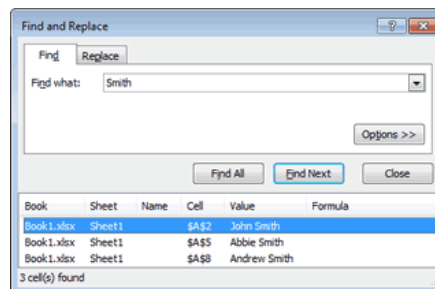 Find and Replace
Find Replace
Find what: Smith
Options >>
Find All Find Next Close
Book Sheet Name Cell Value Formula
Book1.xlsx Sheet1 $A$2 John Smith
Book1.xlsx Sheet1 $A$5 Abbie Smith
Book1.xlsx Sheet1 $A$8 Andrew Smith
3 cell(s) found